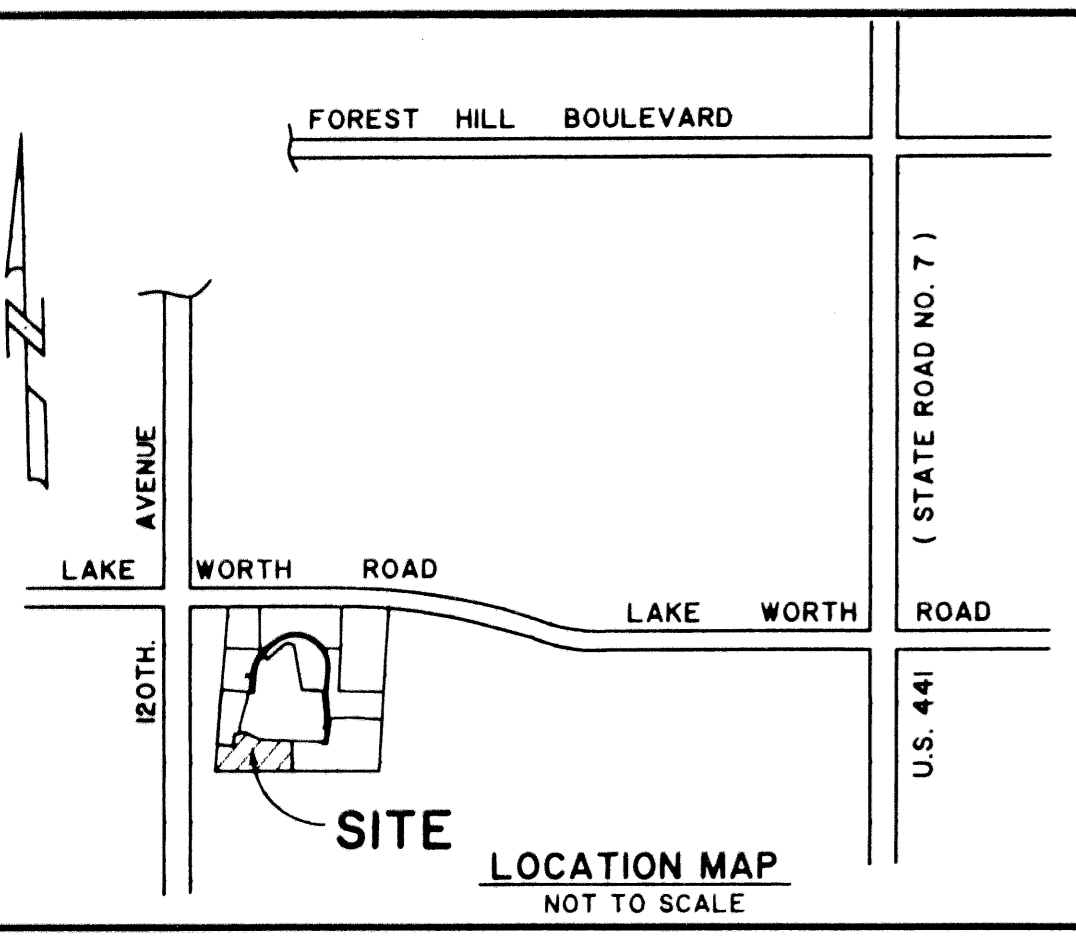 FOREST HILL BOULEVARD
N
( STATE ROAD NO. 7 )
AVENUE
LAKE WORTH ROAD
LAKE WORTH ROAD
120TH.
U.S. 441
SITE
LOCATION MAP
NOT TO SCALE